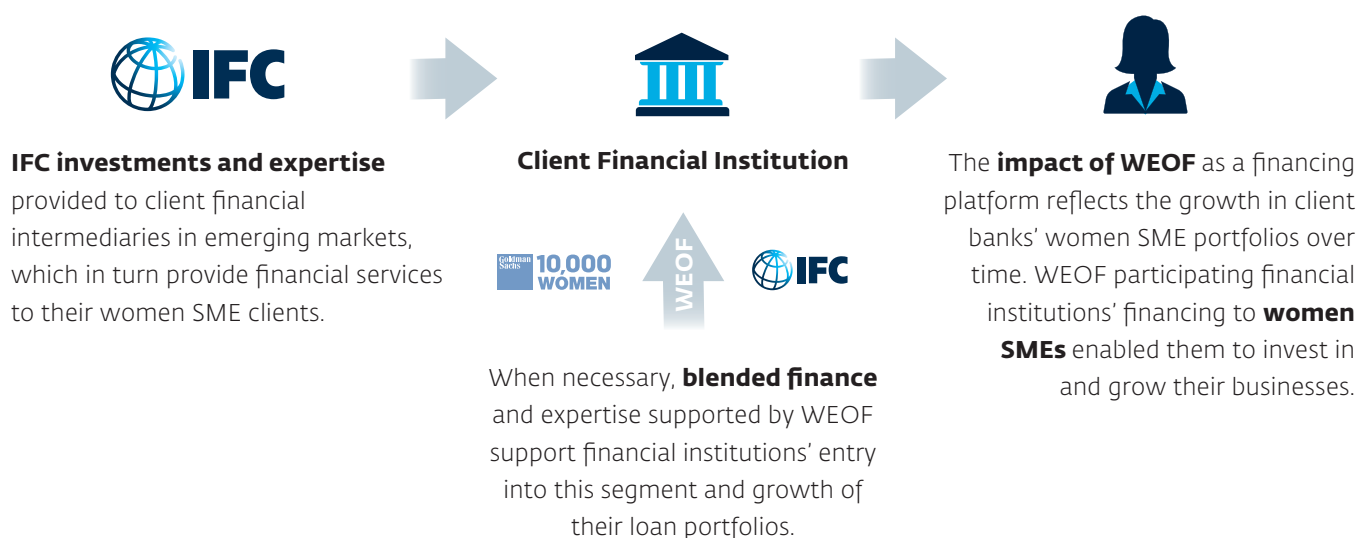 IFC
IFC investments and expertise
provided to client financial
intermediaries in emerging markets,
which in turn provide financial services
to their women SME clients.
Client Financial Institution
Goldman
Sachs
10,000
WOMEN
WEOF
IFC
When necessary, blended finance
and expertise supported by WEOF
support financial institutions’ entry
into this segment and growth of
their loan portfolios.
The impact of WEOF as a financing
platform reflects the growth in client
banks’ women SME portfolios over
time. WEOF participating financial
institutions’ financing to women
SMEs enabled them to invest in
and grow their businesses.